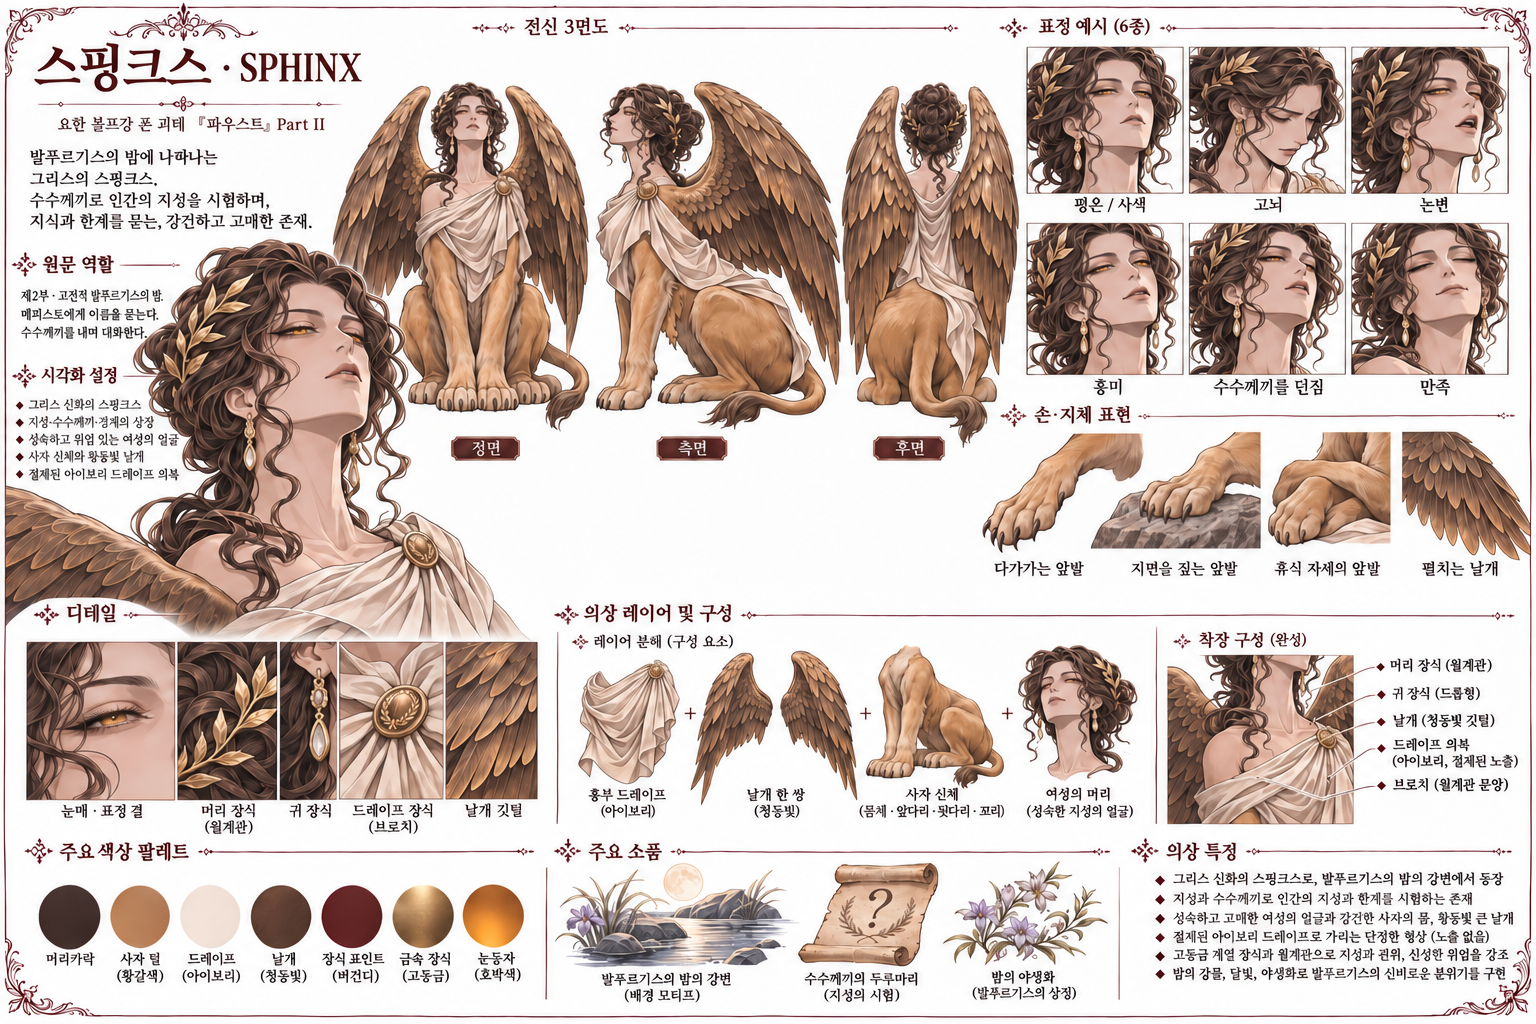 스핑크스 · SPHINX
요한 볼프강 폰 괴테 『파우스트』 Part II
발푸르기스의 밤에 나타나는
그리스의 스핑크스.
수수께끼로 인간의 지성을 시험하며,
지식과 한계를 묻는, 강건하고 고매한 존재.
원문 역할
제2부 · 고전적 발푸르기스의 밤.
메피스토에게 이름을 묻는다.
수수께끼를 내며 대화한다.
시각화 설정
그리스 신화의 스핑크스
지성·수수께끼·경계의 상징
성숙하고 위엄 있는 여성의 얼굴
사자 신체와 황동빛 날개
절제된 아이보리 드레이프 의복
전신 3면도
정면
측면
후면
표정 예시 (6종)
평온 / 사색
고뇌
논변
흥미
수수께끼를 던짐
만족
손·지체 표현
다가가는 앞발
지면을 짚는 앞발
휴식 자세의 앞발
펼치는 날개
디테일
눈매 · 표정 결
머리 장식
(월계관)
귀 장식
드레이프 장식
(브로치)
날개 깃털
의상 레이어 및 구성
레이어 분해 (구성 요소)
+
+
+
흉부 드레이프
(아이보리)
날개 한 쌍
(청동빛)
사자 신체
(몸체 · 앞다리 · 뒷다리 · 꼬리)
여성의 머리
(성숙한 지성의 얼굴)
착장 구성 (완성)
머리 장식 (월계관)
귀 장식 (드롭형)
날개 (청동빛 깃털)
드레이프 의복
(아이보리, 절제된 노출)
브로치 (월계관 문양)
주요 색상 팔레트
머리카락
사자 털
(황갈색)
드레이프
(아이보리)
날개
(청동빛)
장식 포인트
(버건디)
금속 장식
(고동금)
눈동자
(호박색)
주요 소품
발푸르기스의 밤의 강변
(배경 모티프)
?
수수께끼의 두루마리
(지성의 시험)
밤의 야생화
(발푸르기스의 상징)
의상 특징
그리스 신화의 스핑크스로, 발푸르기스의 밤의 강변에서 등장
지성과 수수께끼로 인간의 지성과 한계를 시험하는 존재
성숙하고 고매한 여성의 얼굴과 강건한 사자의 몸, 황동빛 큰 날개
절제된 아이보리 드레이프로 가리는 단정한 형상 (노출 없음)
고동금 계열 장식과 월계관으로 지성과 권위, 신성한 위엄을 강조
밤의 강물, 달빛, 야생화로 발푸르기스의 신비로운 분위기를 구현